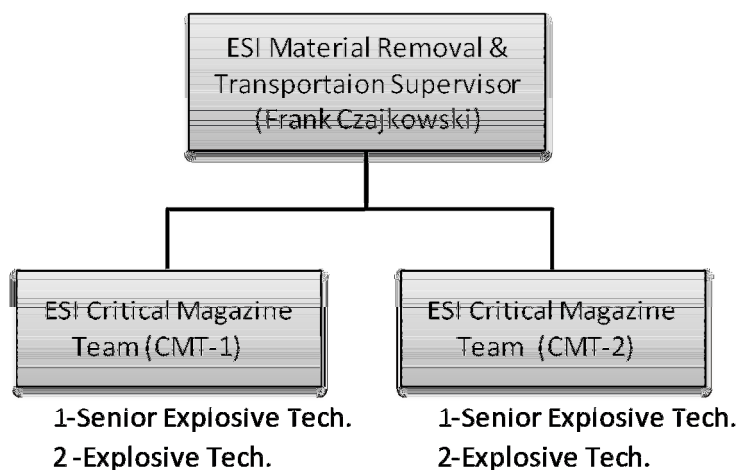 ESI Material Removal &
Transportaion Supervisor
(Frank Czajkowski)
ESI Critical Magazine
Team (CMT-1)
1-Senior Explosive Tech.
2 -Explosive Tech.
ESI Critical Magazine
Team (CMT-2)
1-Senior Explosive Tech.
2-Explosive Tech.